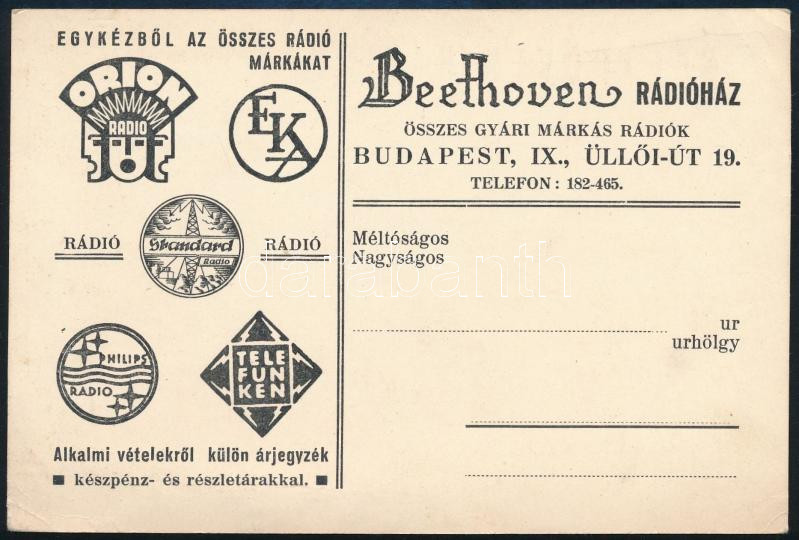 EGYKÉZBŐL AZ ÖSSZES RÁDIÓ
MÁRKÁKAT
ORION
RADIO
EKA
RÁDIÓ
Standard
Radio
RÁDIÓ
PHILIPS
RADIO
TELE
FUN
KEN
Alkalmi vételekről külön árjegyzék
■ készpénz- és részletárakkal. ■
Beethoven RÁDIÓHÁZ
ÖSSZES GYÁRI MÁRKÁS RÁDIÓK
BUDAPEST, IX., ÜLLŐI-ÚT 19.
TELEFON: 182-465.
Méltóságos
Nagyságos
ur
urhölgy
darabanth